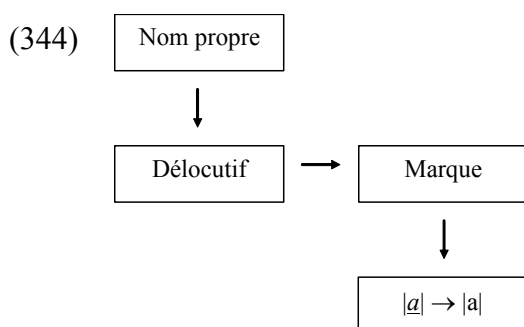 (344) Nom propre
Délocutif Marque
|a| → |a|